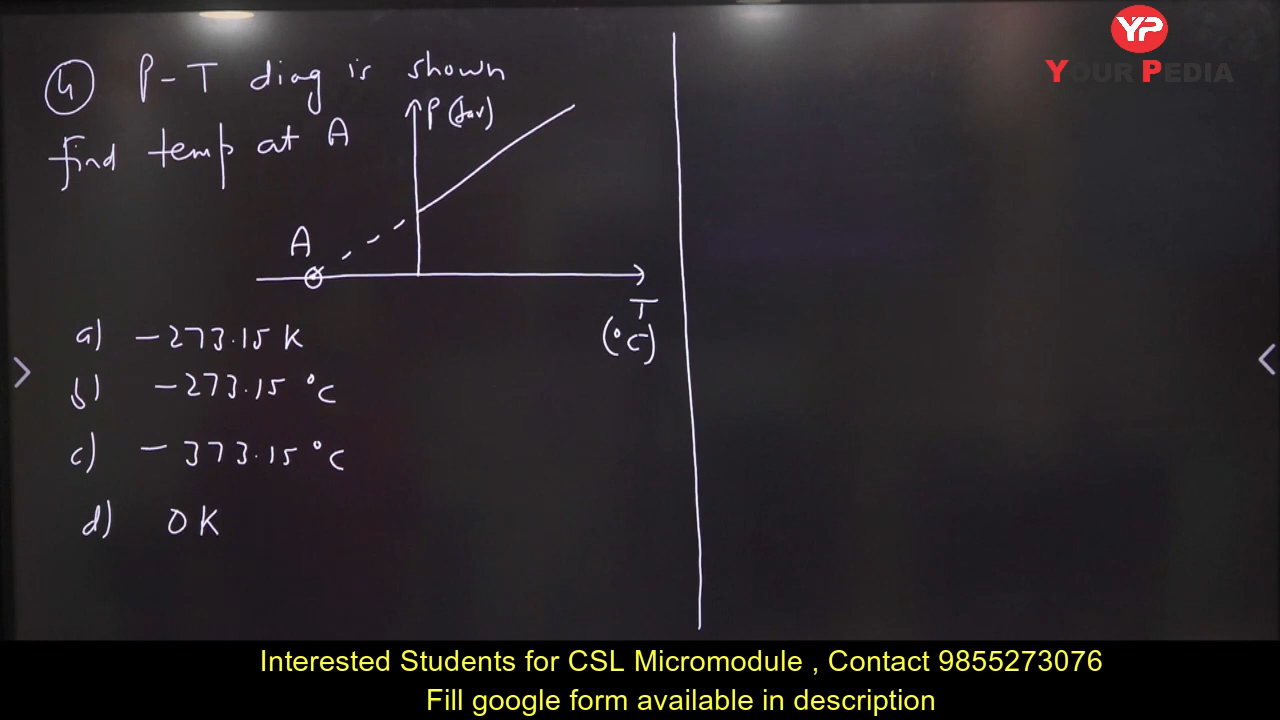 YP
YOUR PEDIA
4 P-T diag is shown
find temp at A
P (bar)
A
T
(°C)
a) -273.15 K
b) -273.15 °C
c) -373.15 °C
d) 0 K
Interested Students for CSL Micromodule , Contact 9855273076
Fill google form available in description